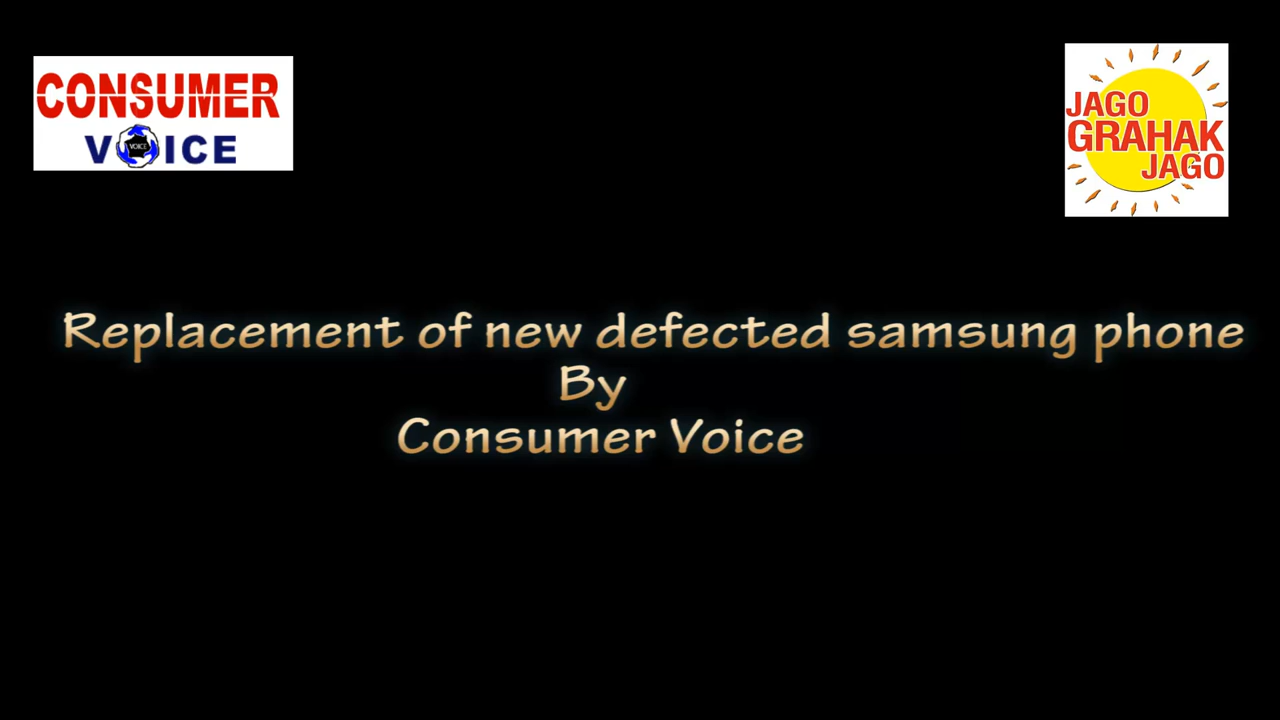 CONSUMER
VOICE
VOICE
JAGO
GRAHAK
JAGO
Replacement of new defected samsung phone
By
Consumer Voice